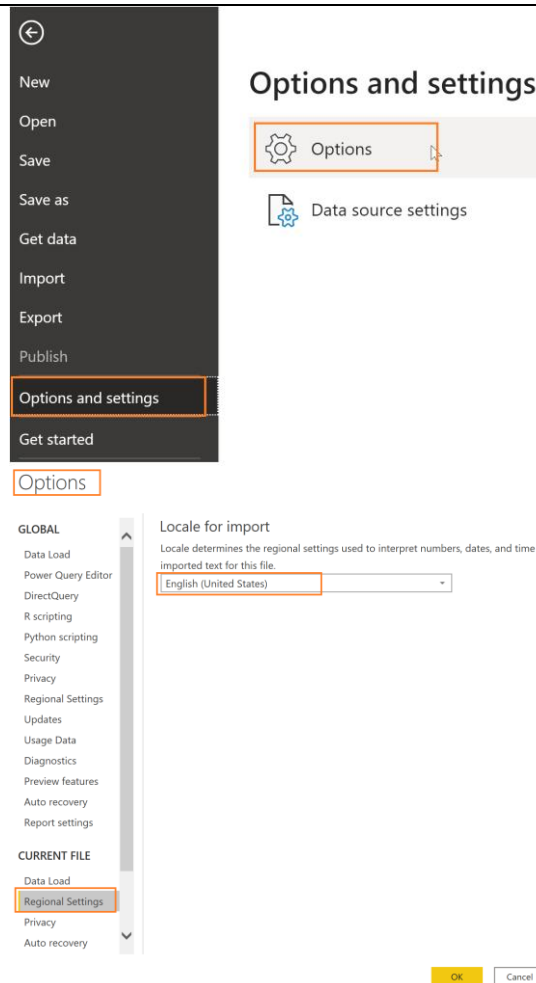 New
Open
Save
Save as
Get data
Import
Export
Publish
Options and settings
Get started
Options and settings
Options
Data source settings
Options
GLOBAL
Data Load
Power Query Editor
DirectQuery
R scripting
Python scripting
Security
Privacy
Regional Settings
Updates
Usage Data
Diagnostics
Preview features
Auto recovery
Report settings
CURRENT FILE
Data Load
Regional Settings
Privacy
Auto recovery
Locale for import
Locale determines the regional settings used to interpret numbers, dates, and time
imported text for this file.
English (United States)
OK
Cancel